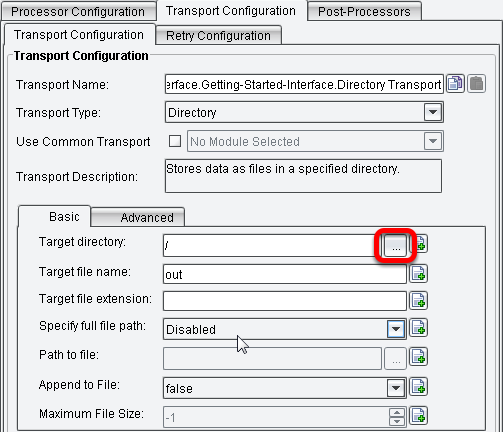 Processor Configuration Transport Configuration Post-Processors
Transport Configuration Retry Configuration
Transport Configuration
Transport Name: erface.Getting-Started-Interface.Directory Transport
Transport Type: Directory
Use Common Transport No Module Selected
Transport Description: Stores data as files in a specified directory.
Basic Advanced
Target directory: / ...
Target file name: out
Target file extension:
Specify full file path: Disabled
Path to file: ...
Append to File: false
Maximum File Size: -1